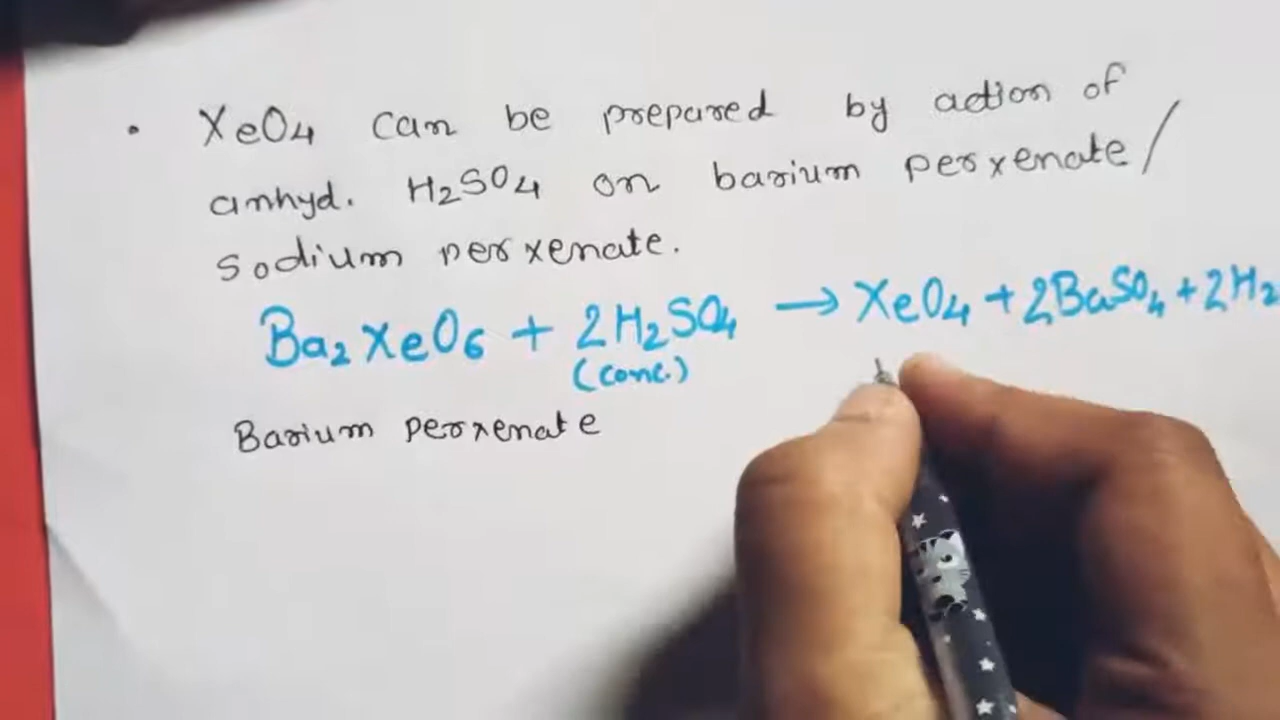 • XeO4 can be prepared by action of
anhyd. H2SO4 on barium perxenate/
sodium perxenate.
Ba2XeO6 + 2H2SO4 → XeO4 + 2BaSO4 + 2H2
(conc.)
Barium perxenate